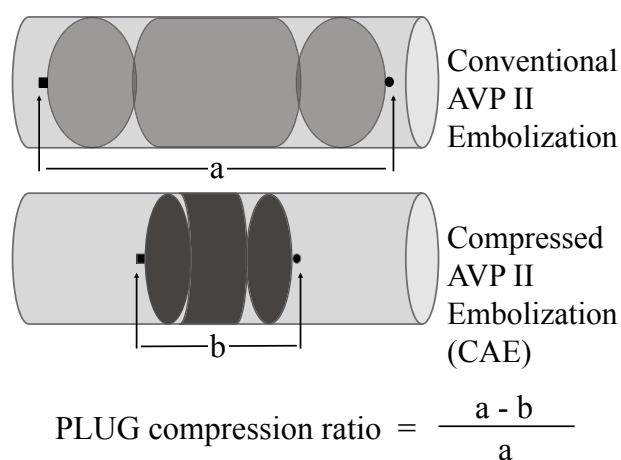 Conventional
AVP II
Embolization
a
Compressed
AVP II
Embolization
(CAE)
b
PLUG compression ratio = a - b
a